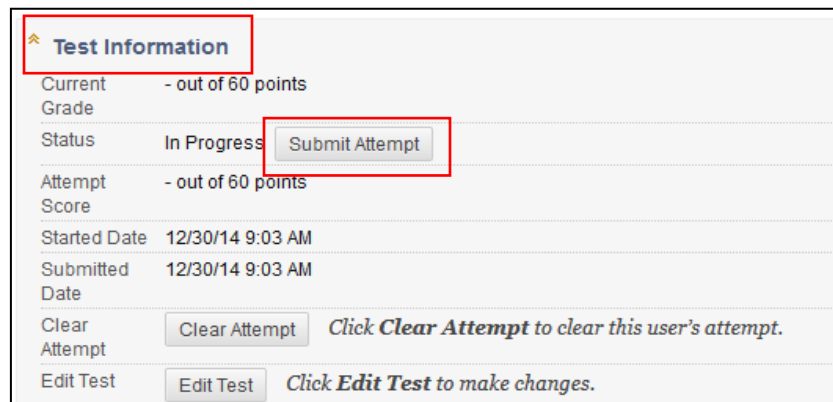 Test Information
Current Grade - out of 60 points
Status In Progress Submit Attempt
Attempt Score - out of 60 points
Started Date 12/30/14 9:03 AM
Submitted Date 12/30/14 9:03 AM
Clear Attempt Clear Attempt Click Clear Attempt to clear this user's attempt.
Edit Test Edit Test Click Edit Test to make changes.